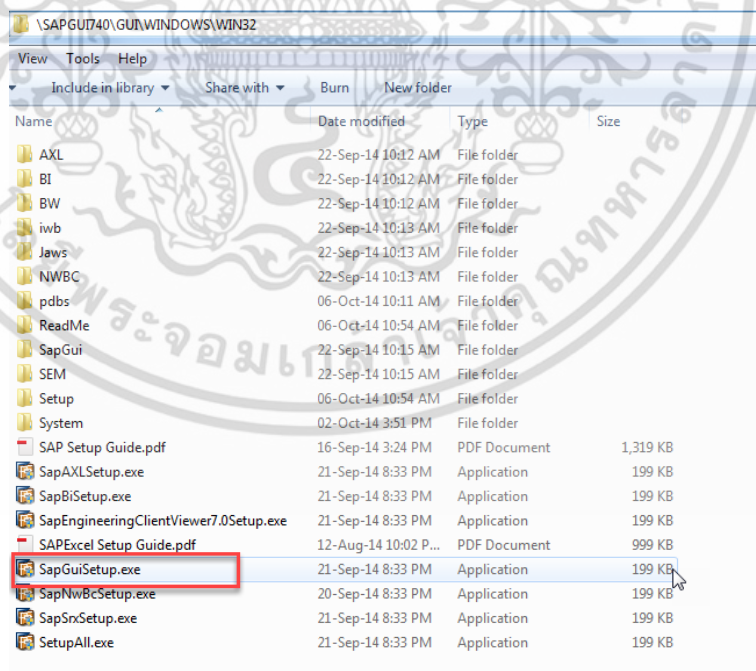 \SAPGUI740\GUI\WINDOWS\WIN32
View Tools Help
Include in library Share with Burn New folder
Name Date modified Type Size
AXL 22-Sep-14 10:12 AM File folder
BI 22-Sep-14 10:12 AM File folder
BW 22-Sep-14 10:12 AM File folder
iwb 22-Sep-14 10:13 AM File folder
Jaws 22-Sep-14 10:13 AM File folder
NWBC 22-Sep-14 10:13 AM File folder
pdbs 06-Oct-14 10:11 AM File folder
ReadMe 06-Oct-14 10:54 AM File folder
SapGui 22-Sep-14 10:15 AM File folder
SEM 22-Sep-14 10:15 AM File folder
Setup 06-Oct-14 10:54 AM File folder
System 02-Oct-14 3:51 PM File folder
SAP Setup Guide.pdf 16-Sep-14 3:24 PM PDF Document 1,319 KB
SapAXLSetup.exe 21-Sep-14 8:33 PM Application 199 KB
SapBiSetup.exe 21-Sep-14 8:33 PM Application 199 KB
SapEngineeringClientViewer7.0Setup.exe 21-Sep-14 8:33 PM Application 199 KB
SAPExcel Setup Guide.pdf 12-Aug-14 10:02 P... PDF Document 999 KB
SapGuiSetup.exe 21-Sep-14 8:33 PM Application 199 KB
SapNwBcSetup.exe 20-Sep-14 8:33 PM Application 199 KB
SapSrxSetup.exe 21-Sep-14 8:33 PM Application 199 KB
SetupAll.exe 21-Sep-14 8:33 PM Application 199 KB